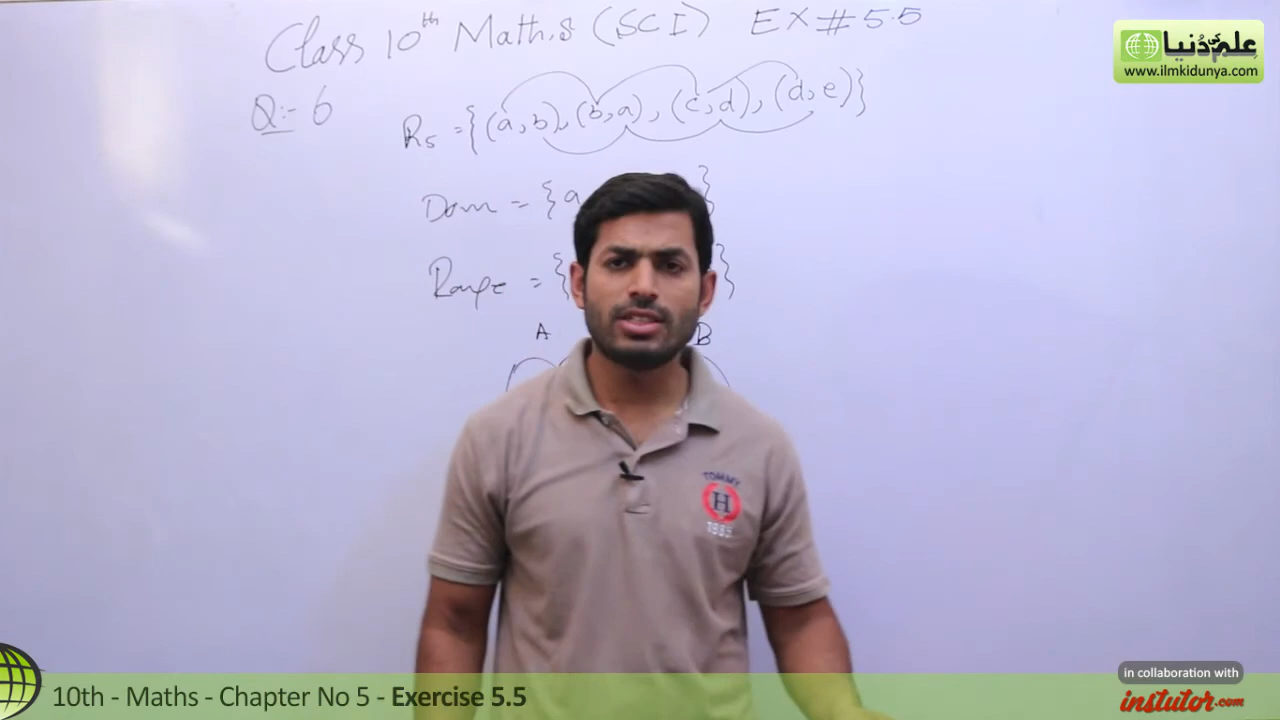 Class 10th Maths (SCI) EX # 5.5
علم کی دنیا
www.ilmkidunya.com
Q:- 6
R5 = {(a,b), (b,a), (c,d), (d,e)}
Dom = {a }
Range = { }
A B
TOMMY
H
10th - Maths - Chapter No 5 - Exercise 5.5
in collaboration with
instutor.com